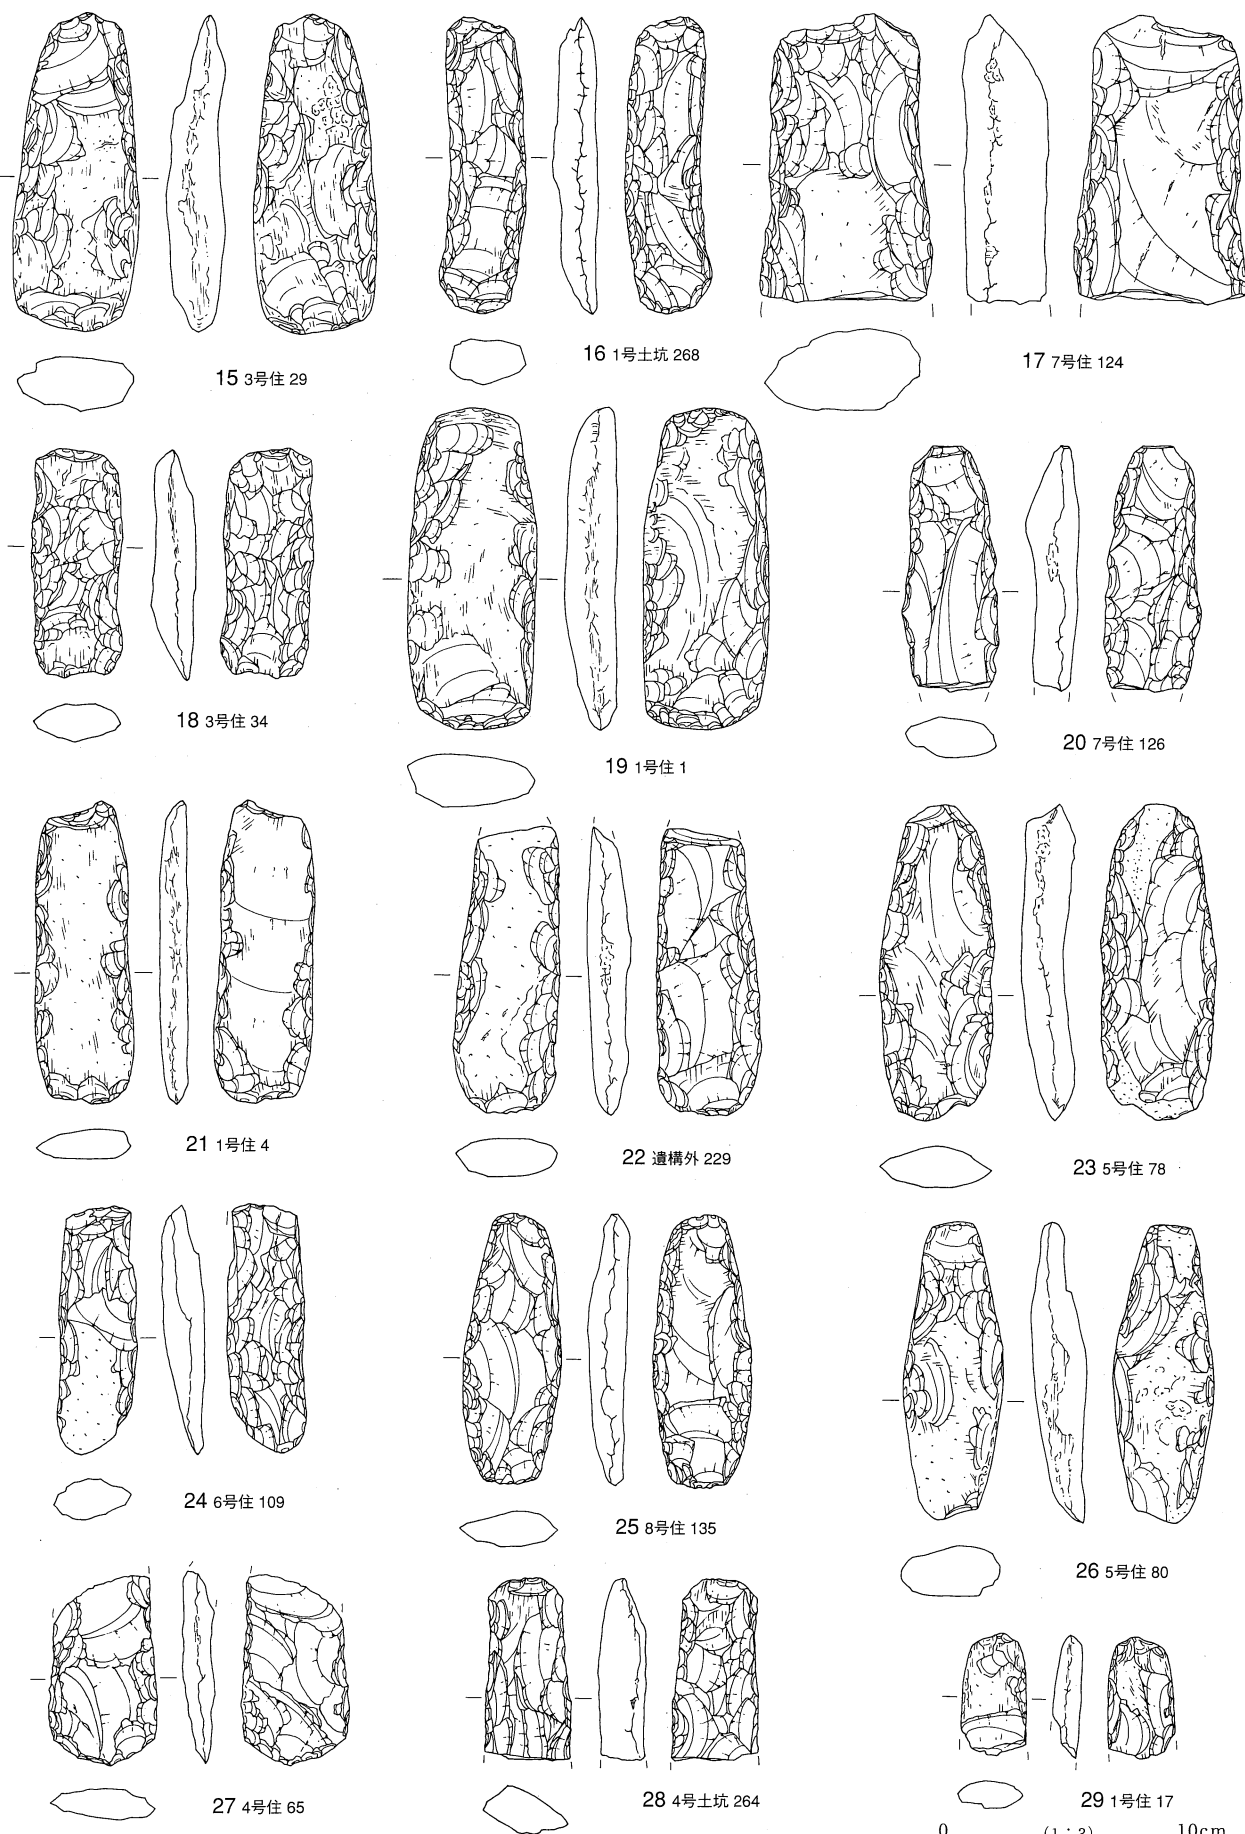 15 3号住 29
16 1号土坑 268
17 7号住 124
18 3号住 34
19 1号住 1
20 7号住 126
21 1号住 4
22 遺構外 229
23 5号住 78
24 6号住 109
25 8号住 135
26 5号住 80
27 4号住 65
28 4号土坑 264
29 1号住 17
0 (1:3) 10cm